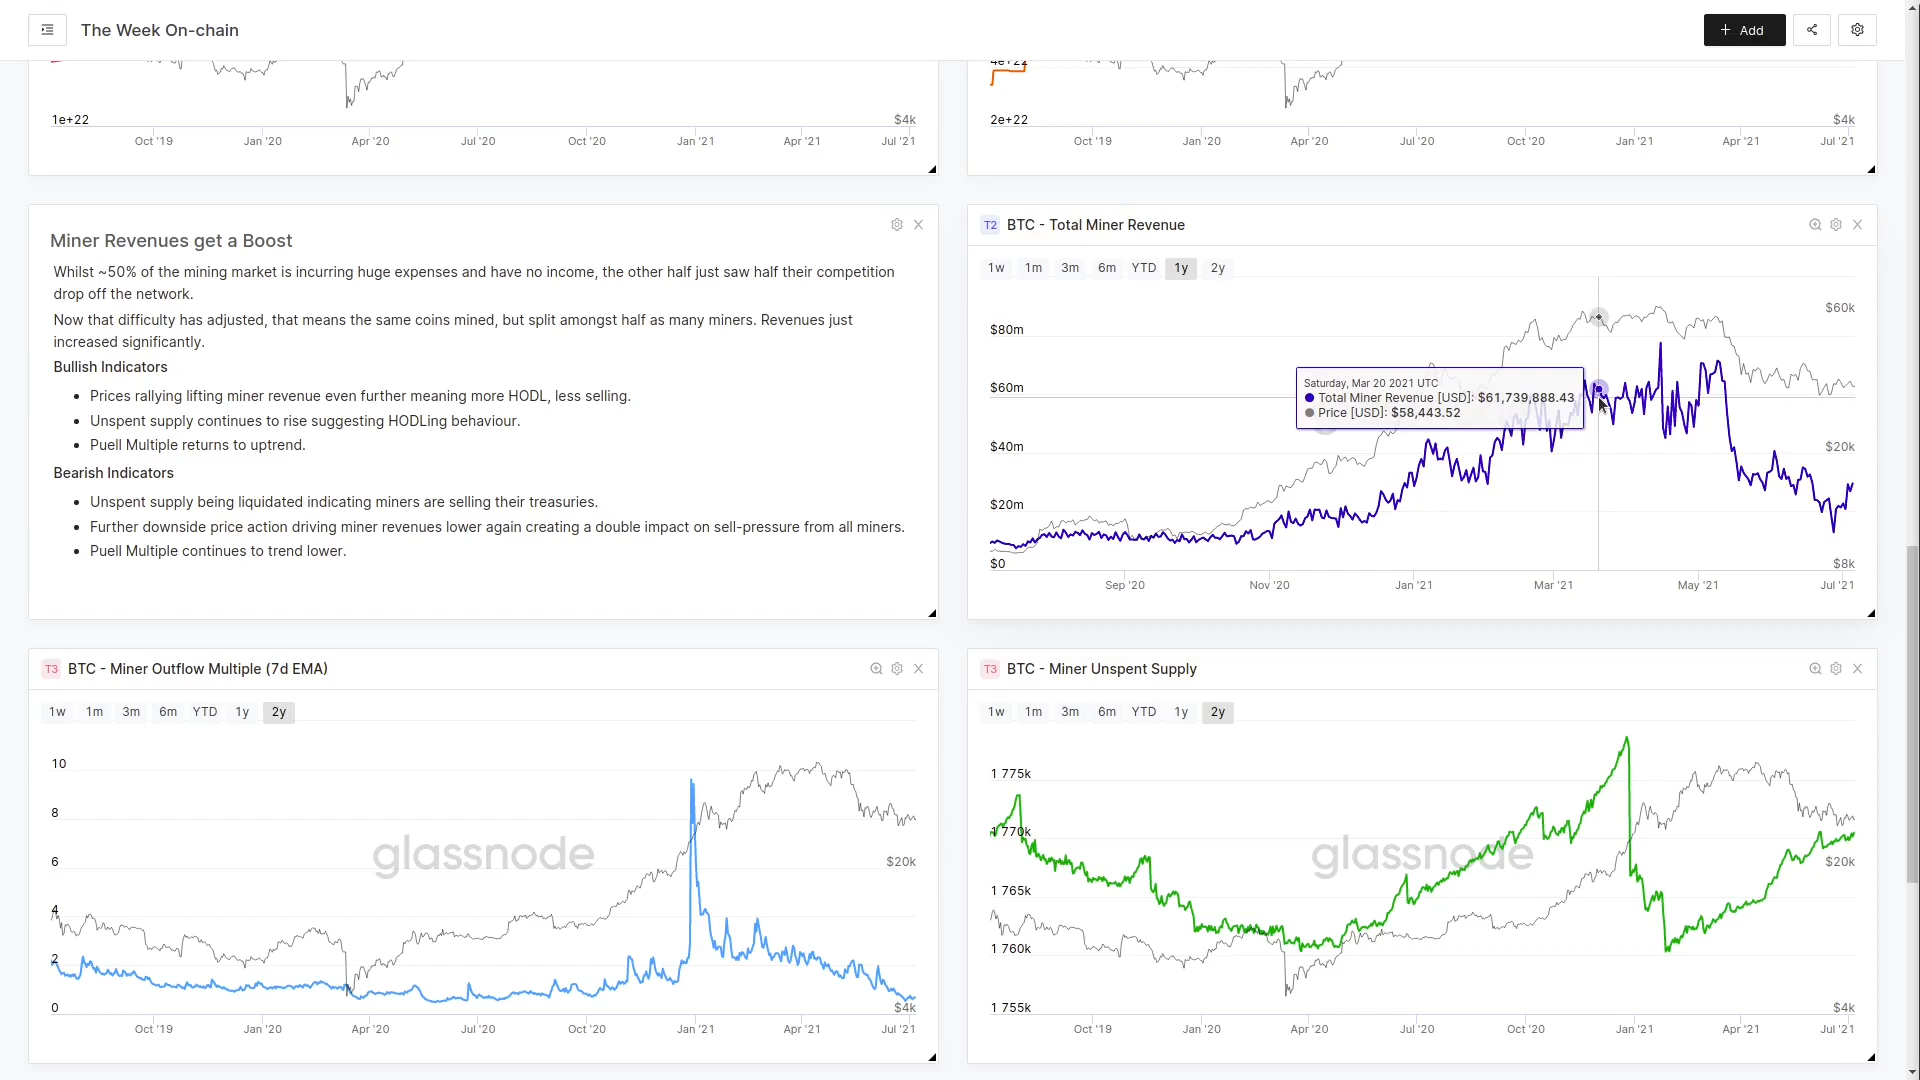 The Week On-chain
Add
4e+22
1e+22
$4k
Oct '19 Jan '20 Apr '20 Jul '20 Oct '20 Jan '21 Apr '21 Jul '21
2e+22
$4k
Oct '19 Jan '20 Apr '20 Jul '20 Oct '20 Jan '21 Apr '21 Jul '21
Miner Revenues get a Boost
Whilst ~50% of the mining market is incurring huge expenses and have no income, the other half just saw half their competition
drop off the network.
Now that difficulty has adjusted, that means the same coins mined, but split amongst half as many miners. Revenues just
increased significantly.
Bullish Indicators
• Prices rallying lifting miner revenue even further meaning more HODL, less selling.
• Unspent supply continues to rise suggesting HODLing behaviour.
• Puell Multiple returns to uptrend.
Bearish Indicators
• Unspent supply being liquidated indicating miners are selling their treasuries.
• Further downside price action driving miner revenues lower again creating a double impact on sell-pressure from all miners.
• Puell Multiple continues to trend lower.
T2 BTC - Total Miner Revenue
1w 1m 3m 6m YTD 1y 2y
$60k
$80m
$60m
Saturday, Mar 20 2021 UTC
Total Miner Revenue [USD]: $61,739,888.43
Price [USD]: $58,443.52
$40m
$20k
$20m
$0
$8k
Sep '20 Nov '20 Jan '21 Mar '21 May '21 Jul '21
T3 BTC - Miner Outflow Multiple (7d EMA)
1w 1m 3m 6m YTD 1y 2y
10
8
glassnode
6
$20k
4
2
0
$4k
Oct '19 Jan '20 Apr '20 Jul '20 Oct '20 Jan '21 Apr '21 Jul '21
T3 BTC - Miner Unspent Supply
1w 1m 3m 6m YTD 1y 2y
1 775k
1 770k
glassnode
$20k
1 765k
1 760k
1 755k
$4k
Oct '19 Jan '20 Apr '20 Jul '20 Oct '20 Jan '21 Apr '21 Jul '21